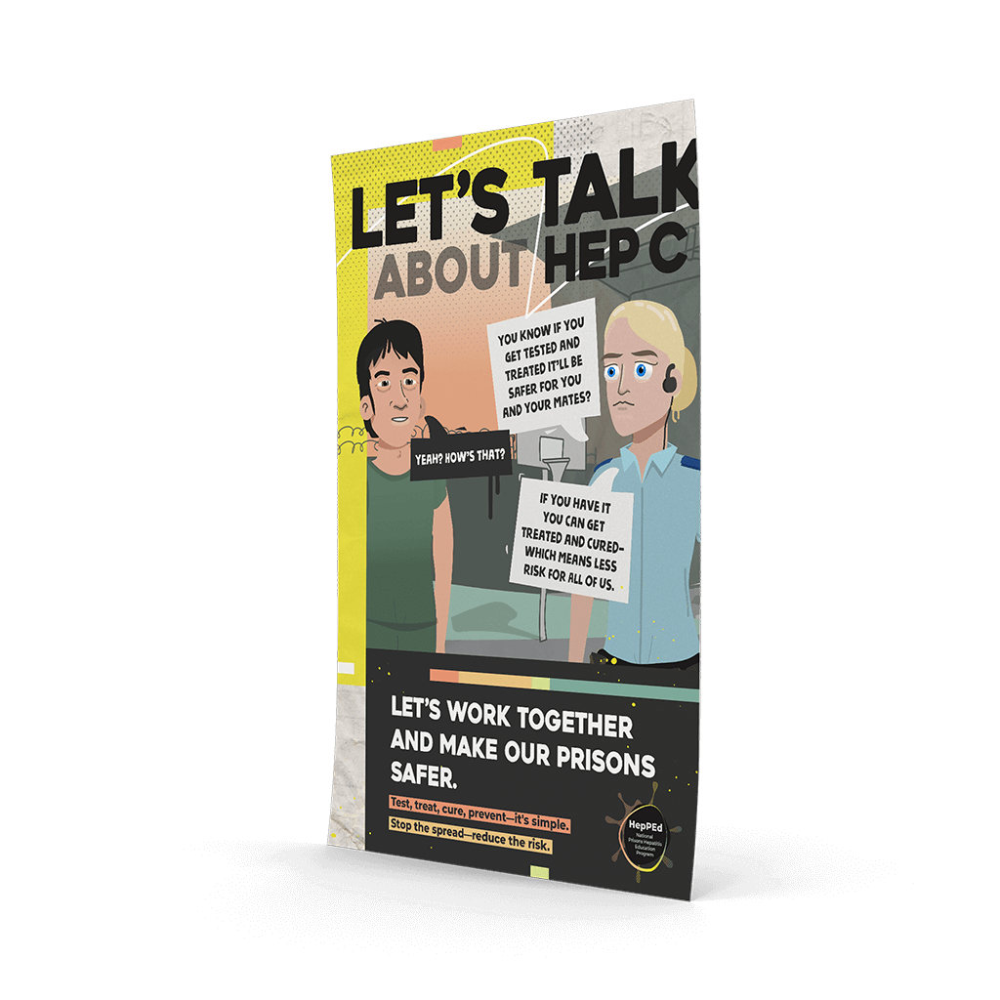 LET'S TALK
ABOUT HEP C
YOU KNOW IF YOU
GET TESTED AND
TREATED IT'LL BE
SAFER FOR YOU
AND YOUR MATES?
YEAH? HOW'S THAT?
IF YOU HAVE IT
YOU CAN GET
TREATED AND CURED–
WHICH MEANS LESS
RISK FOR ALL OF US.
LET'S WORK TOGETHER
AND MAKE OUR PRISONS
SAFER.
Test, treat, cure, prevent—it's simple.
Stop the spread—reduce the risk.
HepPEd
National
Prisons Hepatitis
Education
Program